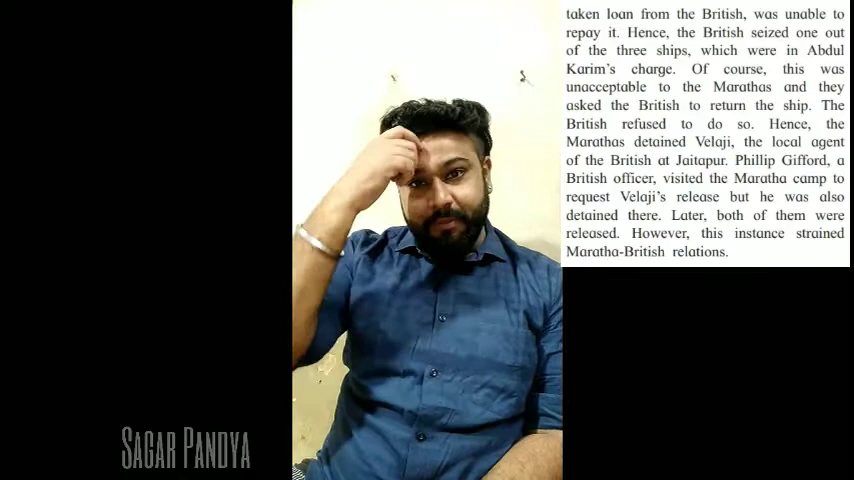 taken loan from the British, was unable to
repay it. Hence, the British seized one out
of the three ships, which were in Abdul
Karim's charge. Of course, this was
unacceptable to the Marathas and they
asked the British to return the ship. The
British refused to do so. Hence, the
Marathas detained Velaji, the local agent
of the British at Jaitapur. Phillip Gifford, a
British officer, visited the Maratha camp to
request Velaji's release but he was also
detained there. Later, both of them were
released. However, this instance strained
Maratha-British relations.
SAGAR PANDYA